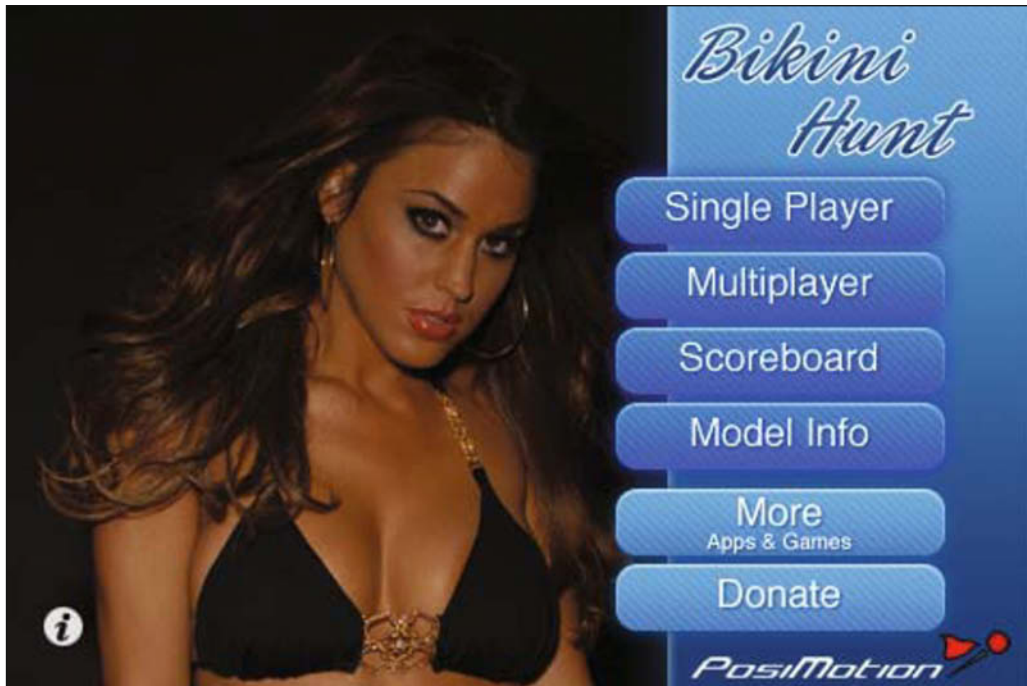 Bikini
Hunt
Single Player
Multiplayer
Scoreboard
Model Info
More
Apps & Games
Donate
i
PosiMotion